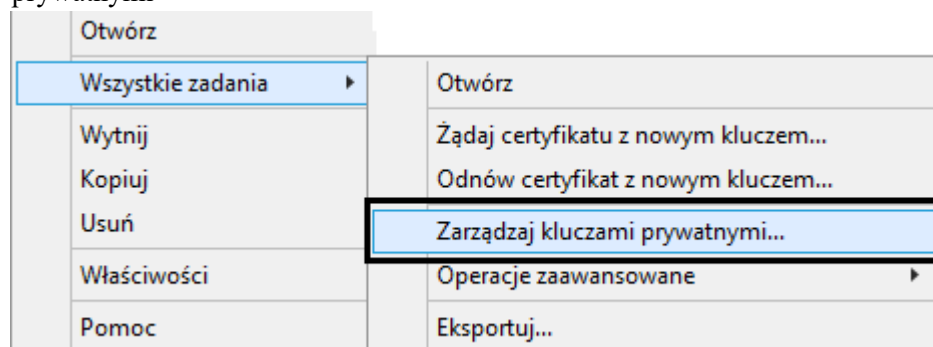 prywatnymi
Otwórz
Wszystkie zadania
Wytnij
Kopiuj
Usuń
Właściwości
Pomoc
Otwórz
Żądaj certyfikatu z nowym kluczem...
Odnów certyfikat z nowym kluczem...
Zarządzaj kluczami prywatnymi...
Operacje zaawansowane
Eksportuj...